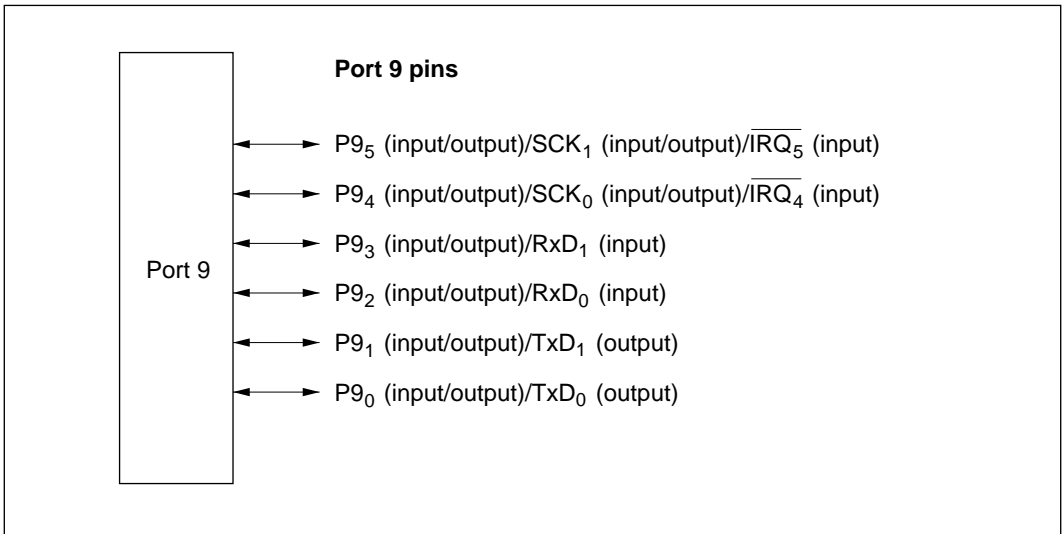 Port 9 pins
P9₅ (input/output)/SCK₁ (input/output)/I̅R̅Q̅₅ (input)
P9₄ (input/output)/SCK₀ (input/output)/I̅R̅Q̅₄ (input)
P9₃ (input/output)/RxD₁ (input)
Port 9
P9₂ (input/output)/RxD₀ (input)
P9₁ (input/output)/TxD₁ (output)
P9₀ (input/output)/TxD₀ (output)